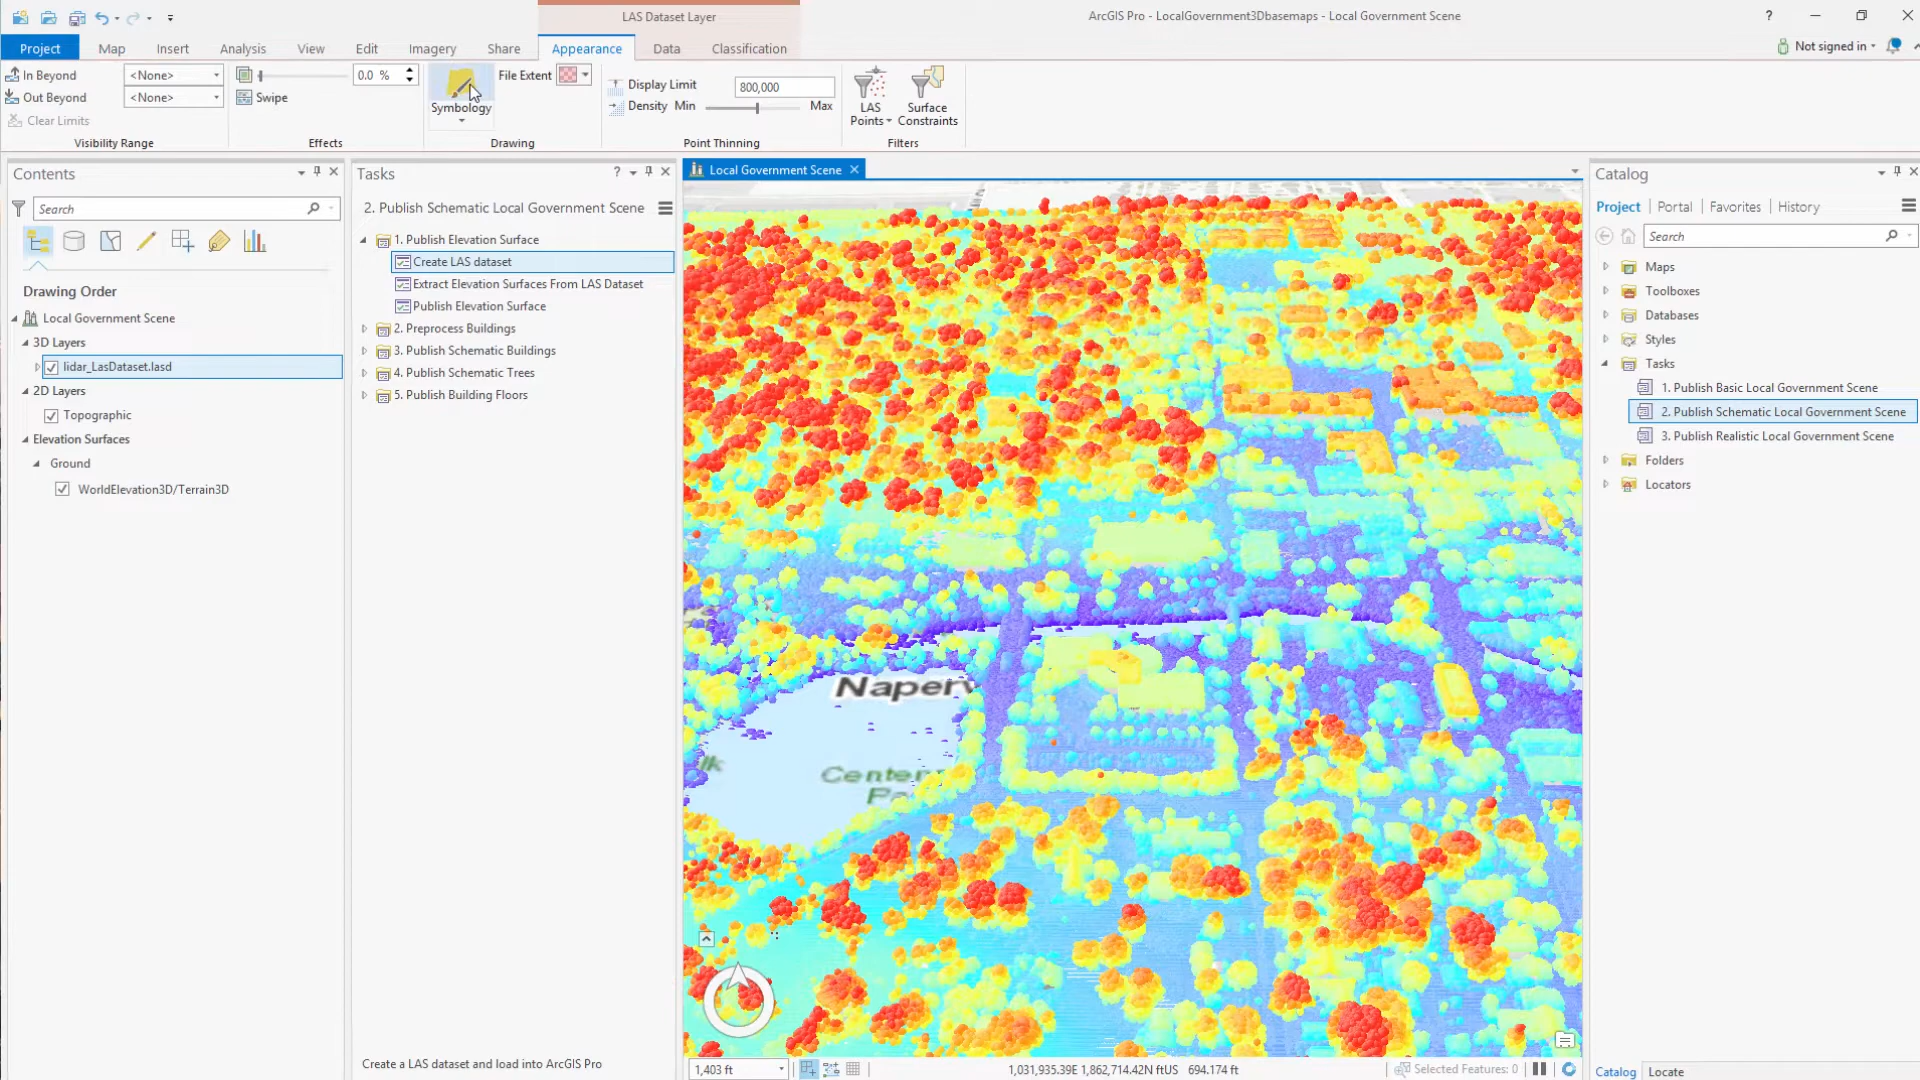 LAS Dataset Layer
ArcGIS Pro - LocalGovernment3Dbasemaps - Local Government Scene
?
Project Map Insert Analysis View Edit Imagery Share Appearance Data Classification
Not signed in
In Beyond <None>
Out Beyond <None>
Clear Limits
Visibility Range
0.0 %
Swipe
Effects
Symbology
File Extent
Drawing
Display Limit 800,000
Density Min Max
Point Thinning
LAS Points
Surface Constraints
Filters
Contents
Search
Drawing Order
Local Government Scene
3D Layers
lidar_LasDataset.lasd
2D Layers
Topographic
Elevation Surfaces
Ground
WorldElevation3D/Terrain3D
Tasks
?
2. Publish Schematic Local Government Scene
1. Publish Elevation Surface
Create LAS dataset
Extract Elevation Surfaces From LAS Dataset
Publish Elevation Surface
2. Preprocess Buildings
3. Publish Schematic Buildings
4. Publish Schematic Trees
5. Publish Building Floors
Create a LAS dataset and load into ArcGIS Pro
Local Government Scene
Naperv
lk
Centen
Pa
1,403 ft
1,031,935.39E 1,862,714.42N ftUS 694.174 ft
Selected Features: 0
Catalog
Project Portal Favorites History
Search
Maps
Toolboxes
Databases
Styles
Tasks
1. Publish Basic Local Government Scene
2. Publish Schematic Local Government Scene
3. Publish Realistic Local Government Scene
Folders
Locators
Catalog Locate